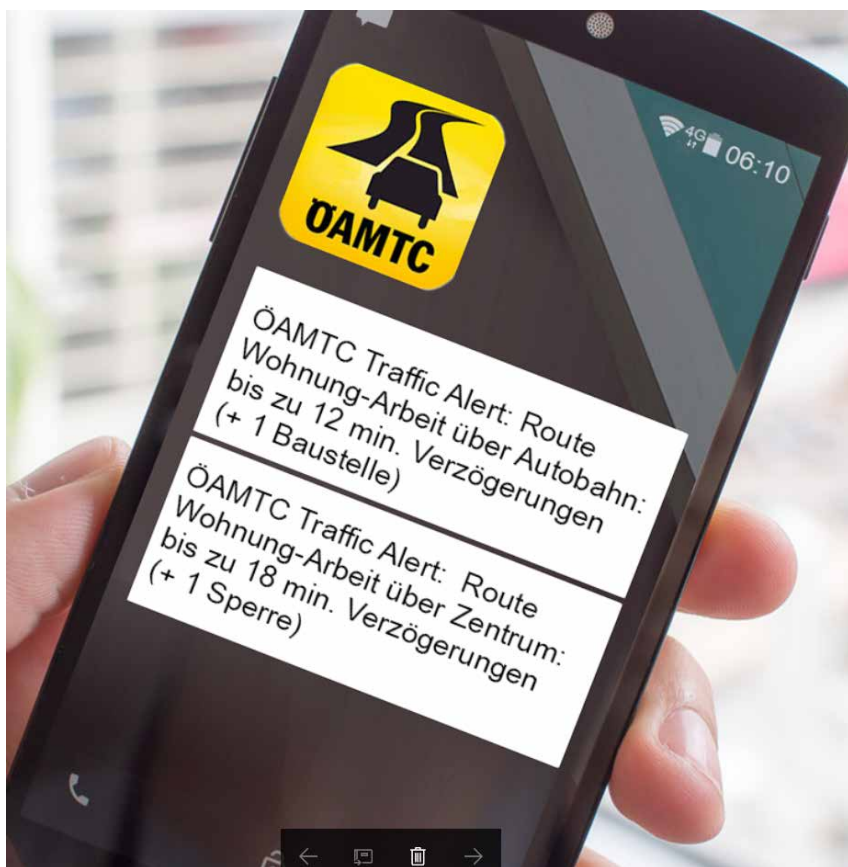 4G 06:10
ÖAMTC
ÖAMTC Traffic Alert: Route
Wohnung-Arbeit über Autobahn:
bis zu 12 min. Verzögerungen
(+ 1 Baustelle)
ÖAMTC Traffic Alert:  Route
Wohnung-Arbeit über Zentrum:
bis zu 18 min. Verzögerungen
(+ 1 Sperre)